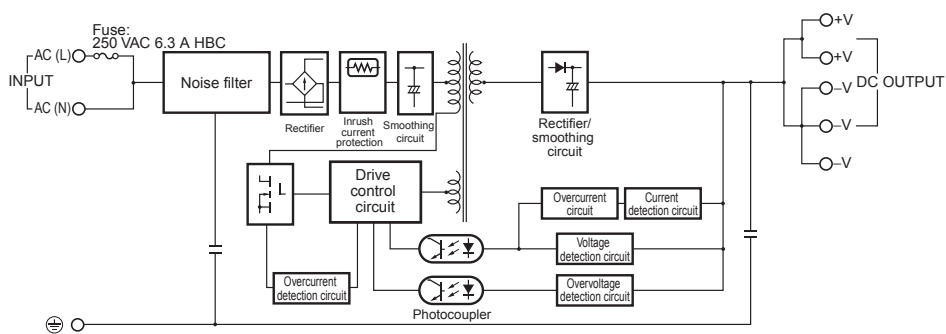 Fuse:
250 VAC 6.3 A HBC
AC (L)
INPUT
AC (N)
Noise filter
Rectifier
Inrush
current
protection
Smoothing
circuit
Rectifier/
smoothing
circuit
+V
+V
DC OUTPUT
–V
–V
–V
Drive
control
circuit
Overcurrent
circuit
Current
detection circuit
Voltage
detection circuit
Overcurrent
detection circuit
Overvoltage
detection circuit
Photocoupler